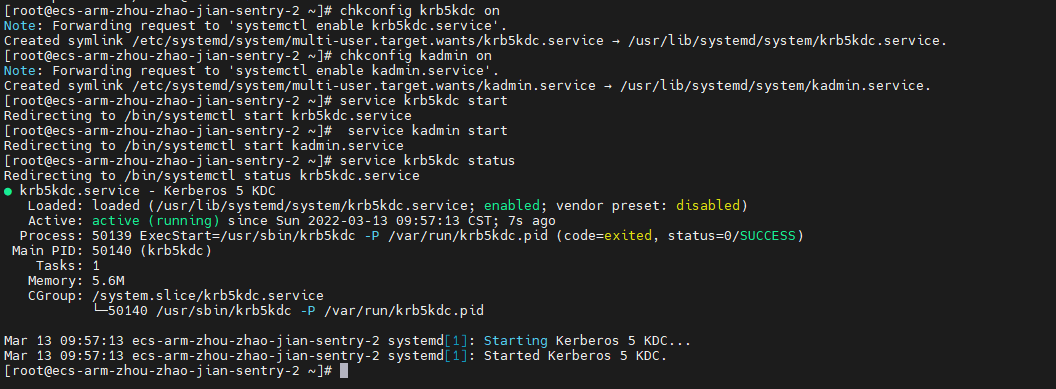 [root@ecs-arm-zhou-zhao-jian-sentry-2 ~]# chkconfig krb5kdc on
Note: Forwarding request to 'systemctl enable krb5kdc.service'.
Created symlink /etc/systemd/system/multi-user.target.wants/krb5kdc.service → /usr/lib/systemd/system/krb5kdc.service.
[root@ecs-arm-zhou-zhao-jian-sentry-2 ~]# chkconfig kadmin on
Note: Forwarding request to 'systemctl enable kadmin.service'.
Created symlink /etc/systemd/system/multi-user.target.wants/kadmin.service → /usr/lib/systemd/system/kadmin.service.
[root@ecs-arm-zhou-zhao-jian-sentry-2 ~]# service krb5kdc start
Redirecting to /bin/systemctl start krb5kdc.service
[root@ecs-arm-zhou-zhao-jian-sentry-2 ~]#  service kadmin start
Redirecting to /bin/systemctl start kadmin.service
[root@ecs-arm-zhou-zhao-jian-sentry-2 ~]# service krb5kdc status
Redirecting to /bin/systemctl status krb5kdc.service
● krb5kdc.service - Kerberos 5 KDC
   Loaded: loaded (/usr/lib/systemd/system/krb5kdc.service; enabled; vendor preset: disabled)
   Active: active (running) since Sun 2022-03-13 09:57:13 CST; 7s ago
  Process: 50139 ExecStart=/usr/sbin/krb5kdc -P /var/run/krb5kdc.pid (code=exited, status=0/SUCCESS)
 Main PID: 50140 (krb5kdc)
    Tasks: 1
   Memory: 5.6M
   CGroup: /system.slice/krb5kdc.service
           └─50140 /usr/sbin/krb5kdc -P /var/run/krb5kdc.pid
Mar 13 09:57:13 ecs-arm-zhou-zhao-jian-sentry-2 systemd[1]: Starting Kerberos 5 KDC...
Mar 13 09:57:13 ecs-arm-zhou-zhao-jian-sentry-2 systemd[1]: Started Kerberos 5 KDC.
[root@ecs-arm-zhou-zhao-jian-sentry-2 ~]#